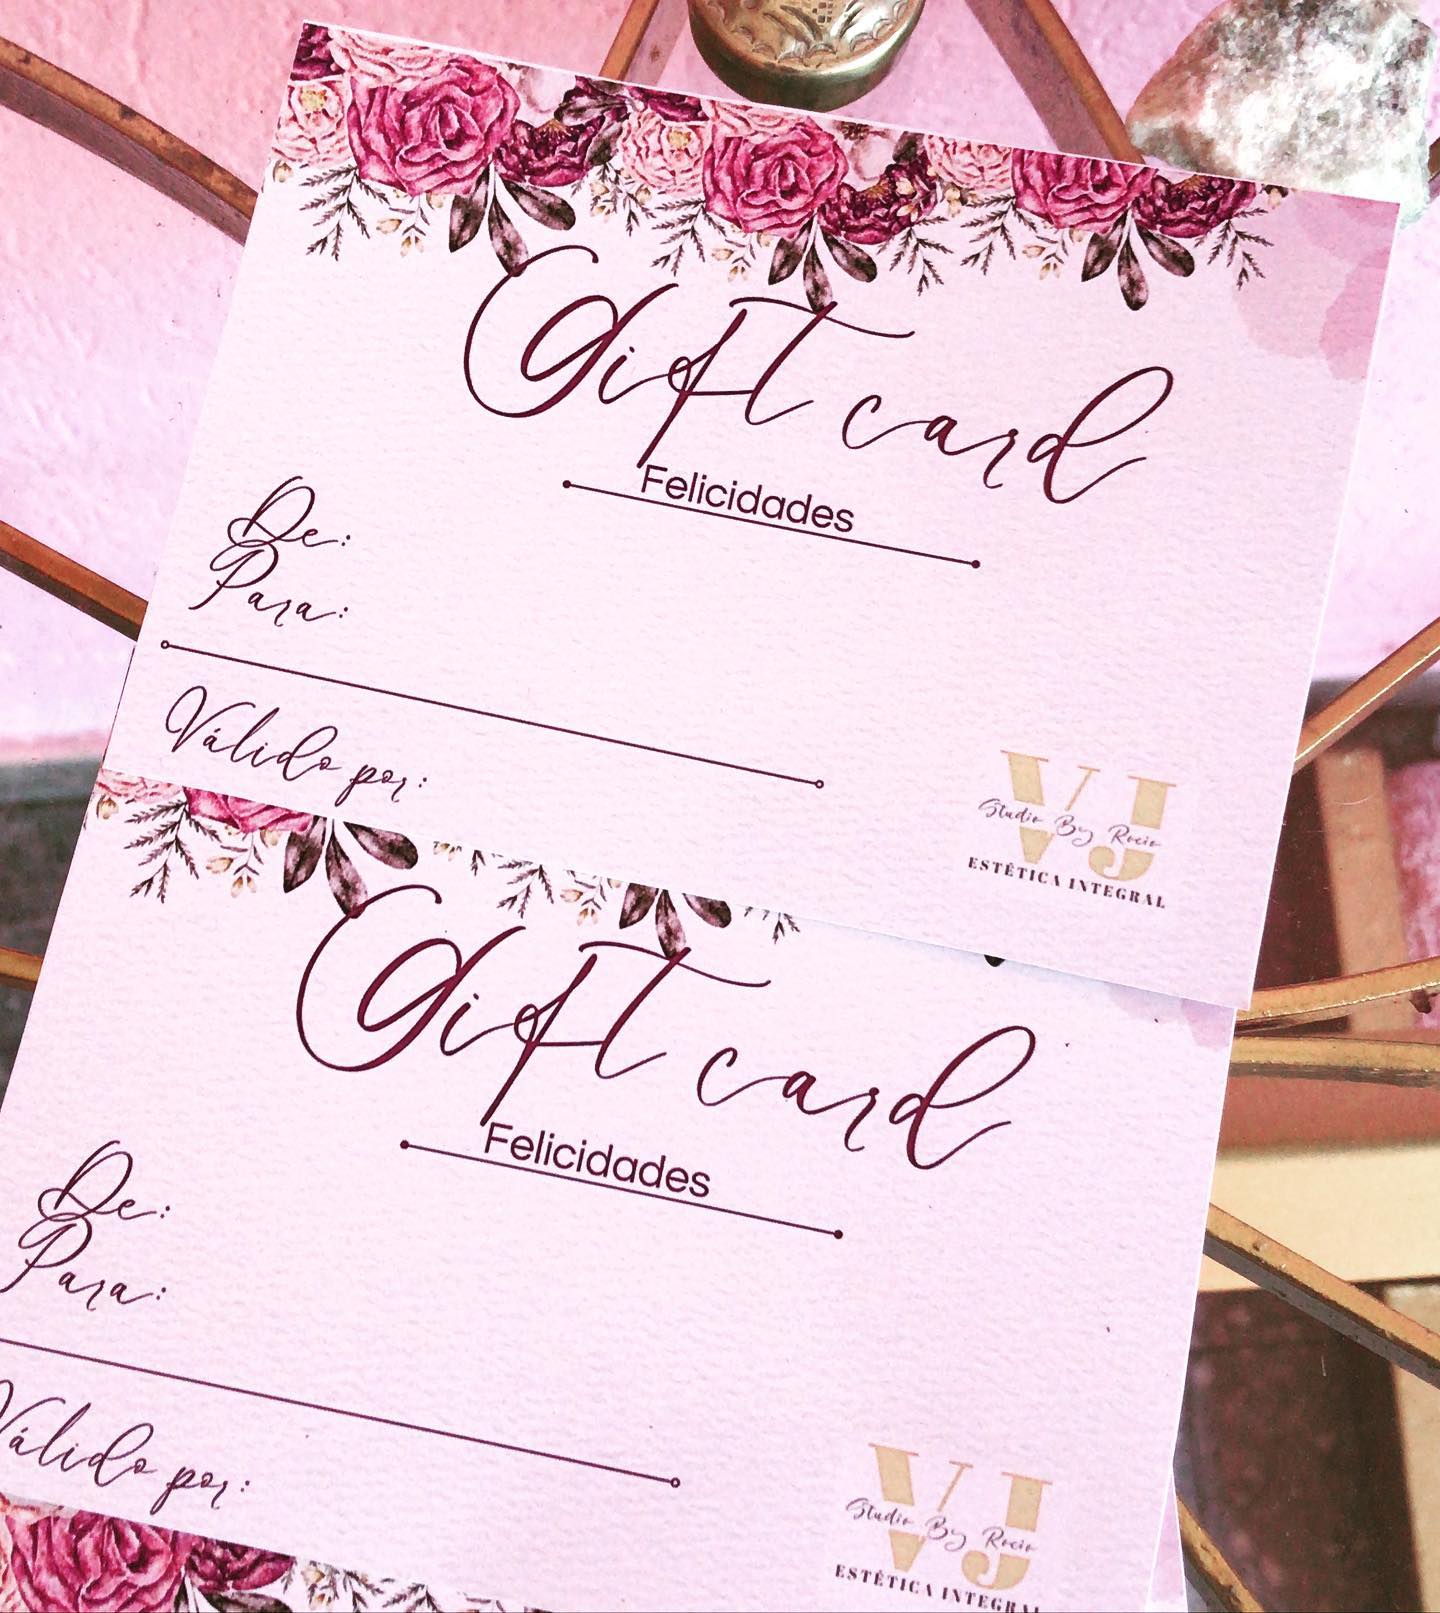 Gift card
Felicidades
De:
Para:
Válido por:
VJ
Studio By Rocio
ESTÉTICA INTEGRAL
Gift card
Felicidades
De:
Para:
Válido por:
VJ
Studio By Rocio
ESTÉTICA INTEGRAL